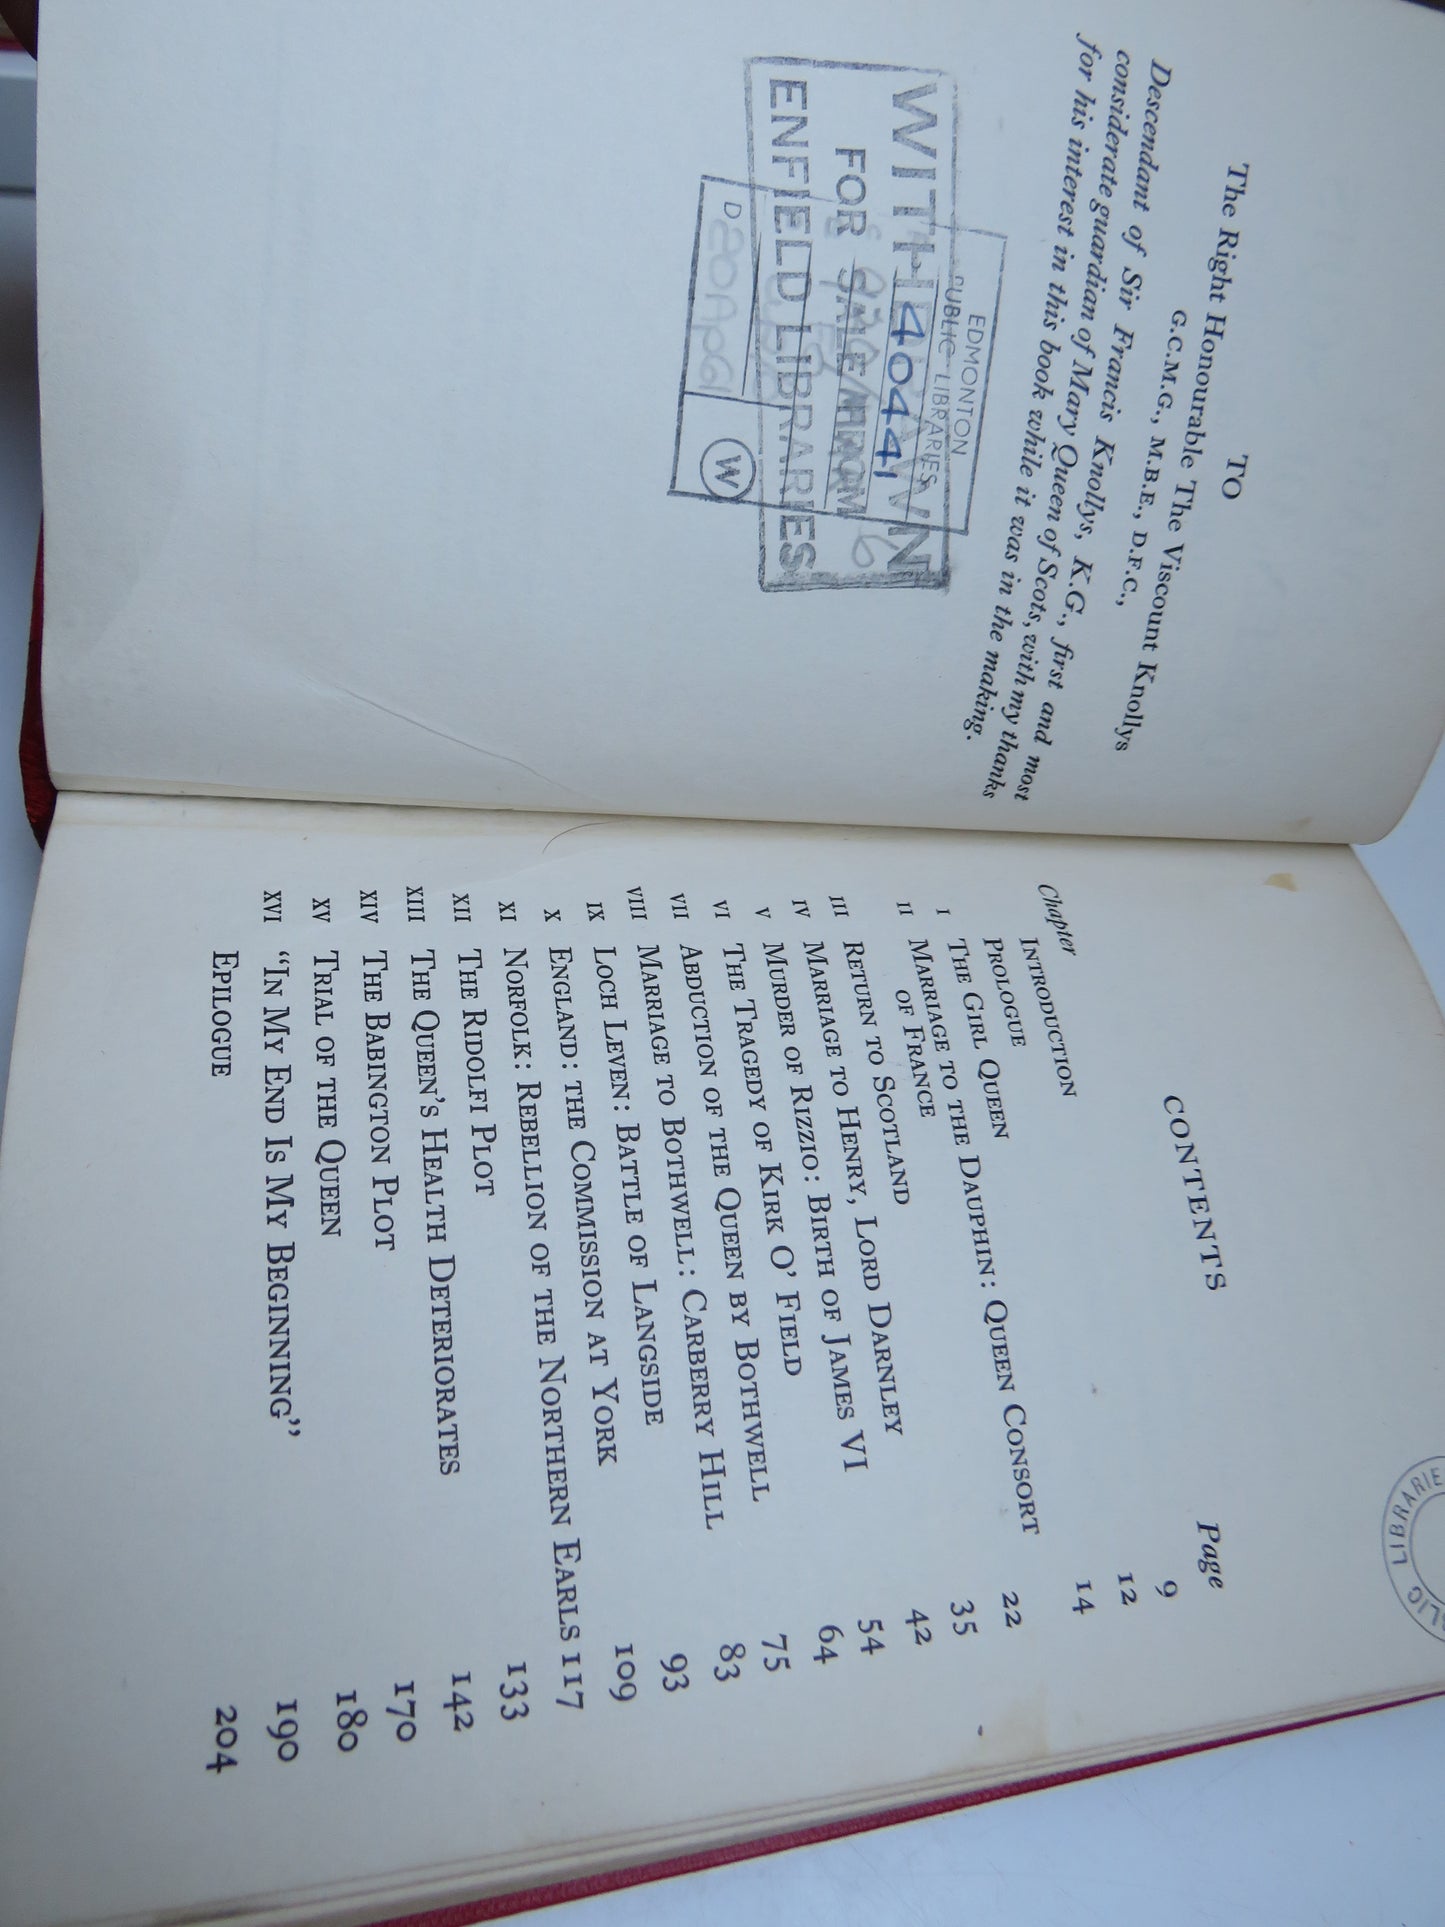 TO
The Right Honourable The Viscount Knollys
G.C.M.G., M.B.E., D.F.C.,
Descendant of Sir Francis Knollys, K.G., first and most
considerate guardian of Mary Queen of Scots, with my thanks
for his interest in this book while it was in the making.
EDMONTON
PUBLIC LIBRARIES
40441
WITHDRAWN
FOR SALE
ENFIELD LIBRARIES
W
CONTENTS
Chapter Page
INTRODUCTION 9
PROLOGUE 12
I THE GIRL QUEEN 14
II MARRIAGE TO THE DAUPHIN: QUEEN CONSORT
OF FRANCE 22
III RETURN TO SCOTLAND 35
IV MARRIAGE TO HENRY, LORD DARNLEY 42
V MURDER OF RIZZIO: BIRTH OF JAMES VI 54
VI THE TRAGEDY OF KIRK O' FIELD 64
VII ABDUCTION OF THE QUEEN BY BOTHWELL 75
VIII MARRIAGE TO BOTHWELL: CARBERRY HILL 83
IX LOCH LEVEN: BATTLE OF LANGSIDE 93
X ENGLAND: THE COMMISSION AT YORK 109
XI NORFOLK: REBELLION OF THE NORTHERN EARLS 117
XII THE RIDOLFI PLOT 133
XIII THE QUEEN'S HEALTH DETERIORATES 142
XIV THE BABINGTON PLOT 170
XV TRIAL OF THE QUEEN 180
XVI "IN MY END IS MY BEGINNING" 190
EPILOGUE 204